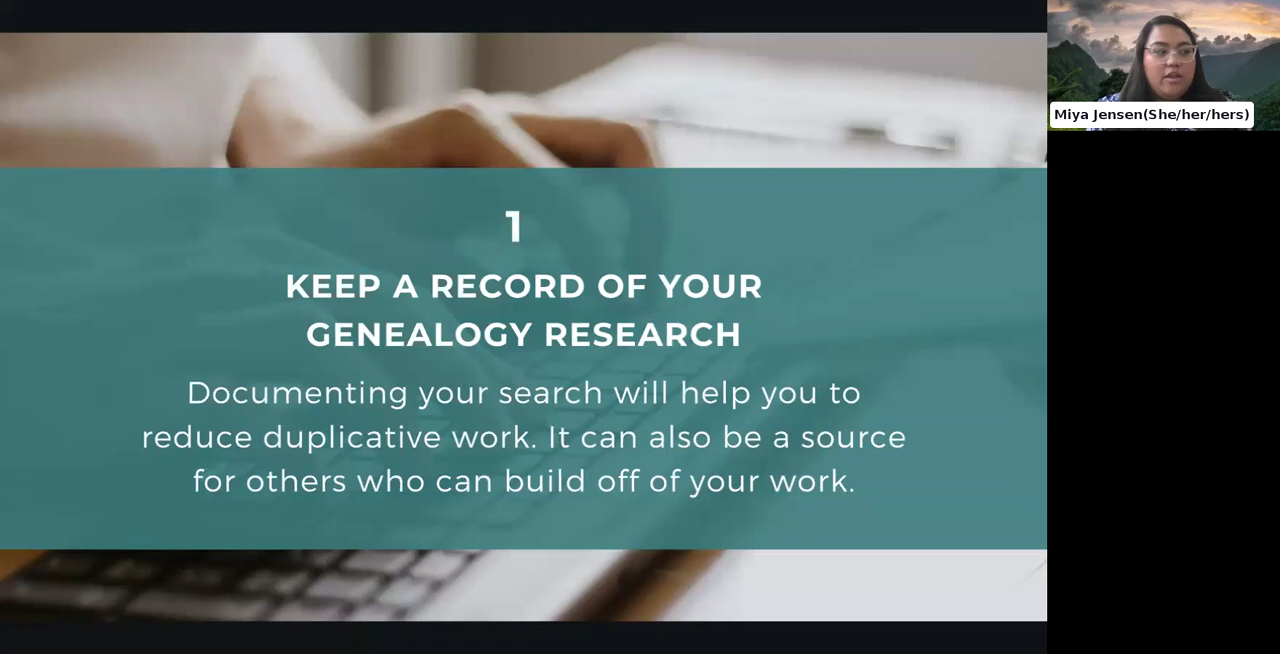 1
KEEP A RECORD OF YOUR
GENEALOGY RESEARCH
Documenting your search will help you to
reduce duplicative work. It can also be a source
for others who can build off of your work.
Miya Jensen(She/her/hers)